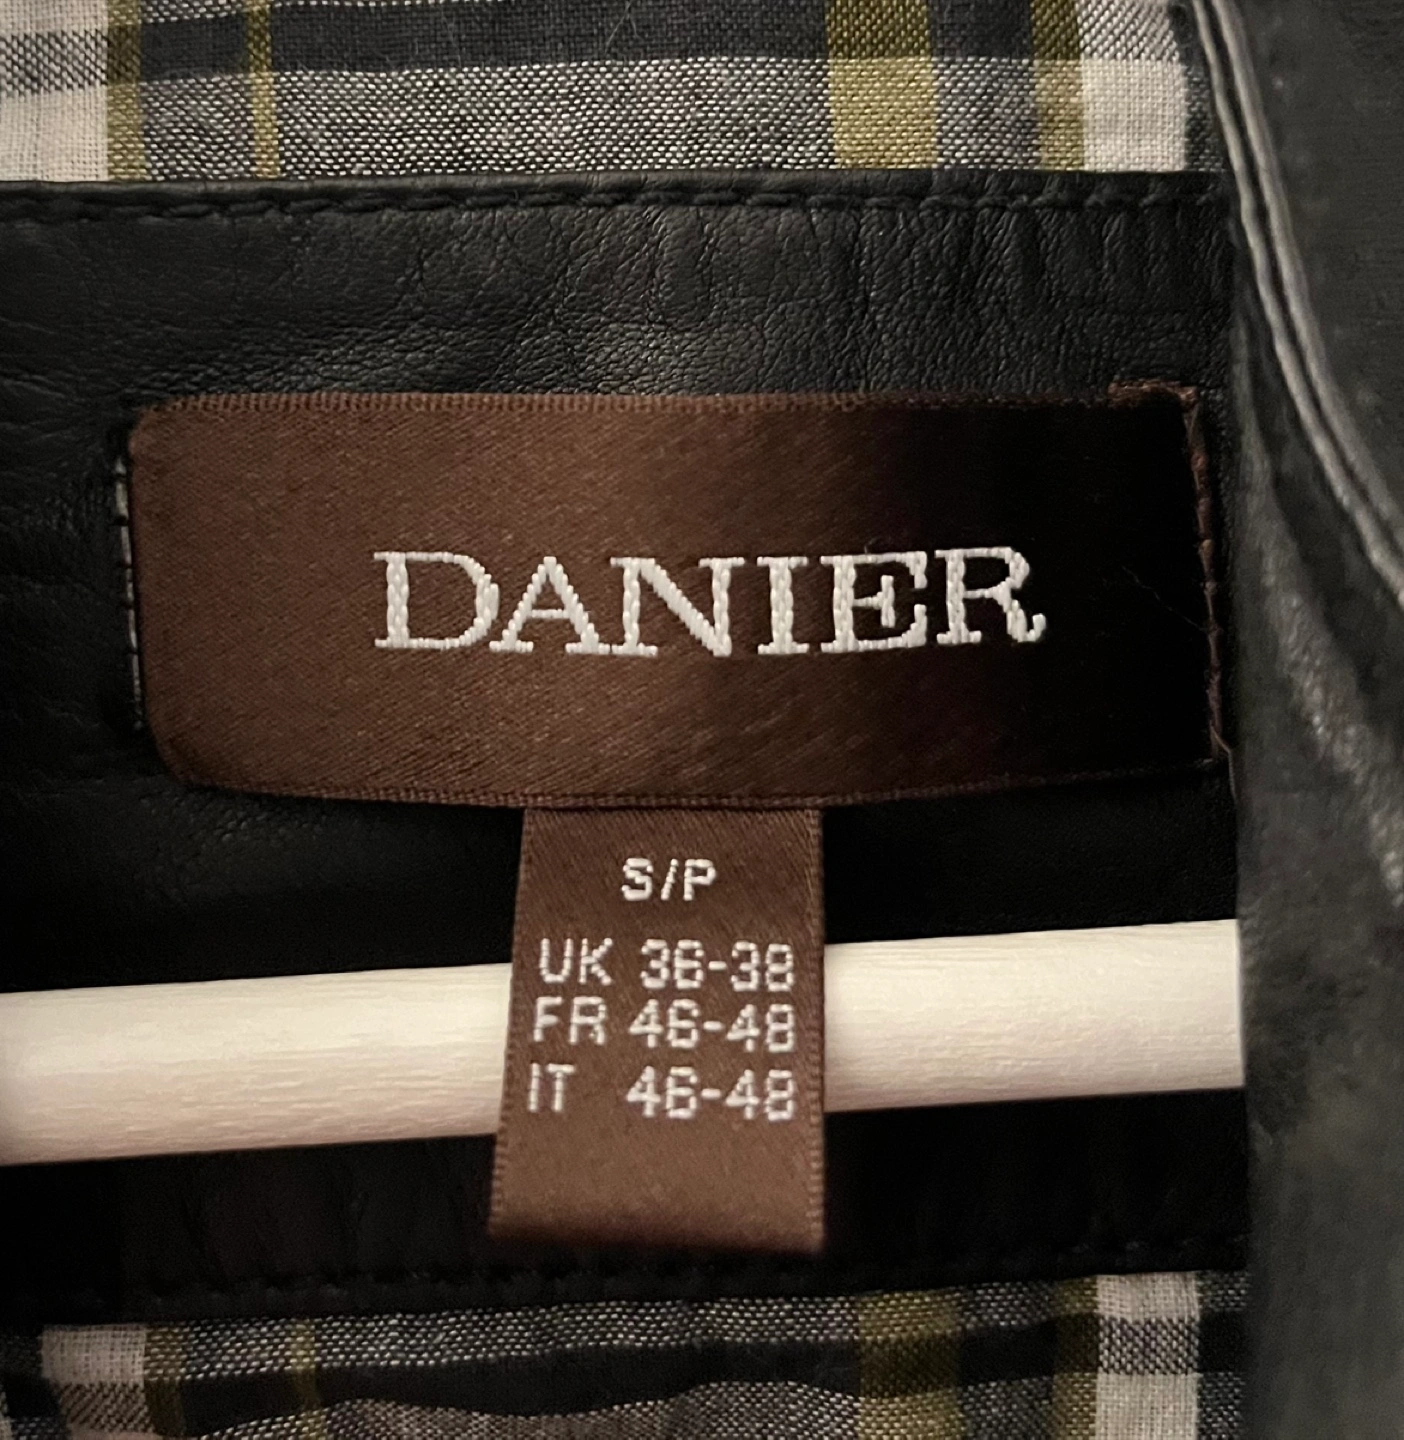 DANIER
S/P
UK 36-38
FR 46-48
IT 46-48